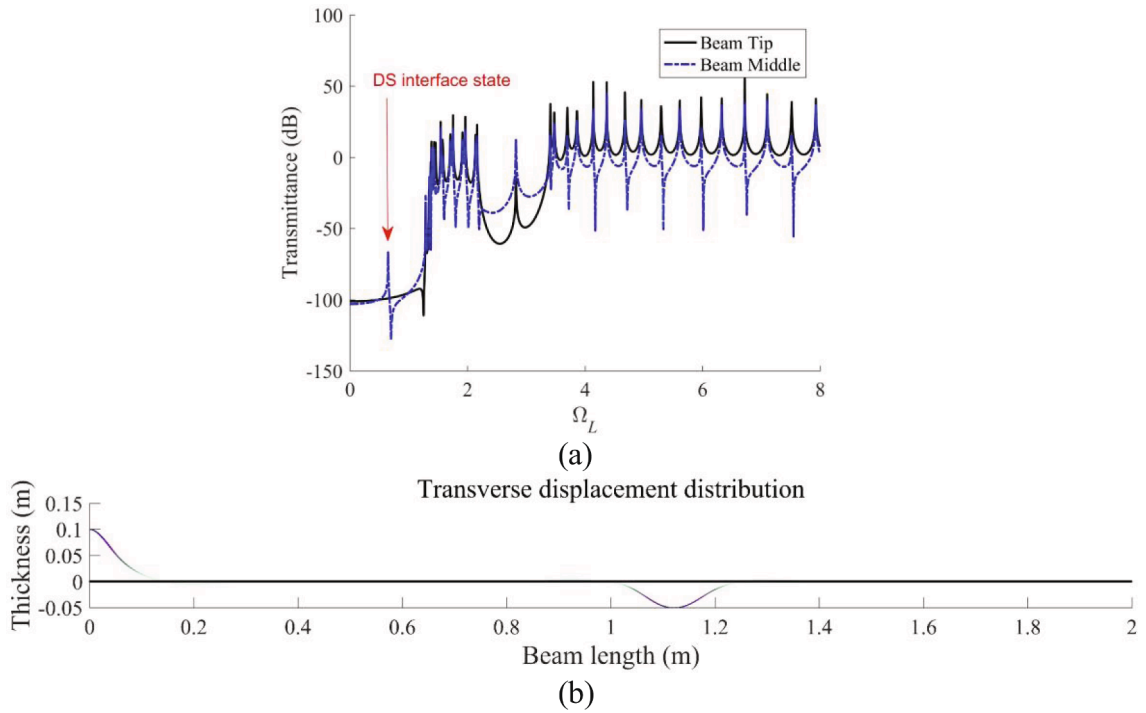 100
50
0
-50
-100
-150
Transmittance (dB)
DS interface state
Beam Tip
Beam Middle
0 2 4 6 8
Ω_L
(a)
Transverse displacement distribution
0.15
0.1
0.05
0
-0.05
Thickness (m)
0 0.2 0.4 0.6 0.8 1 1.2 1.4 1.6 1.8 2
Beam length (m)
(b)